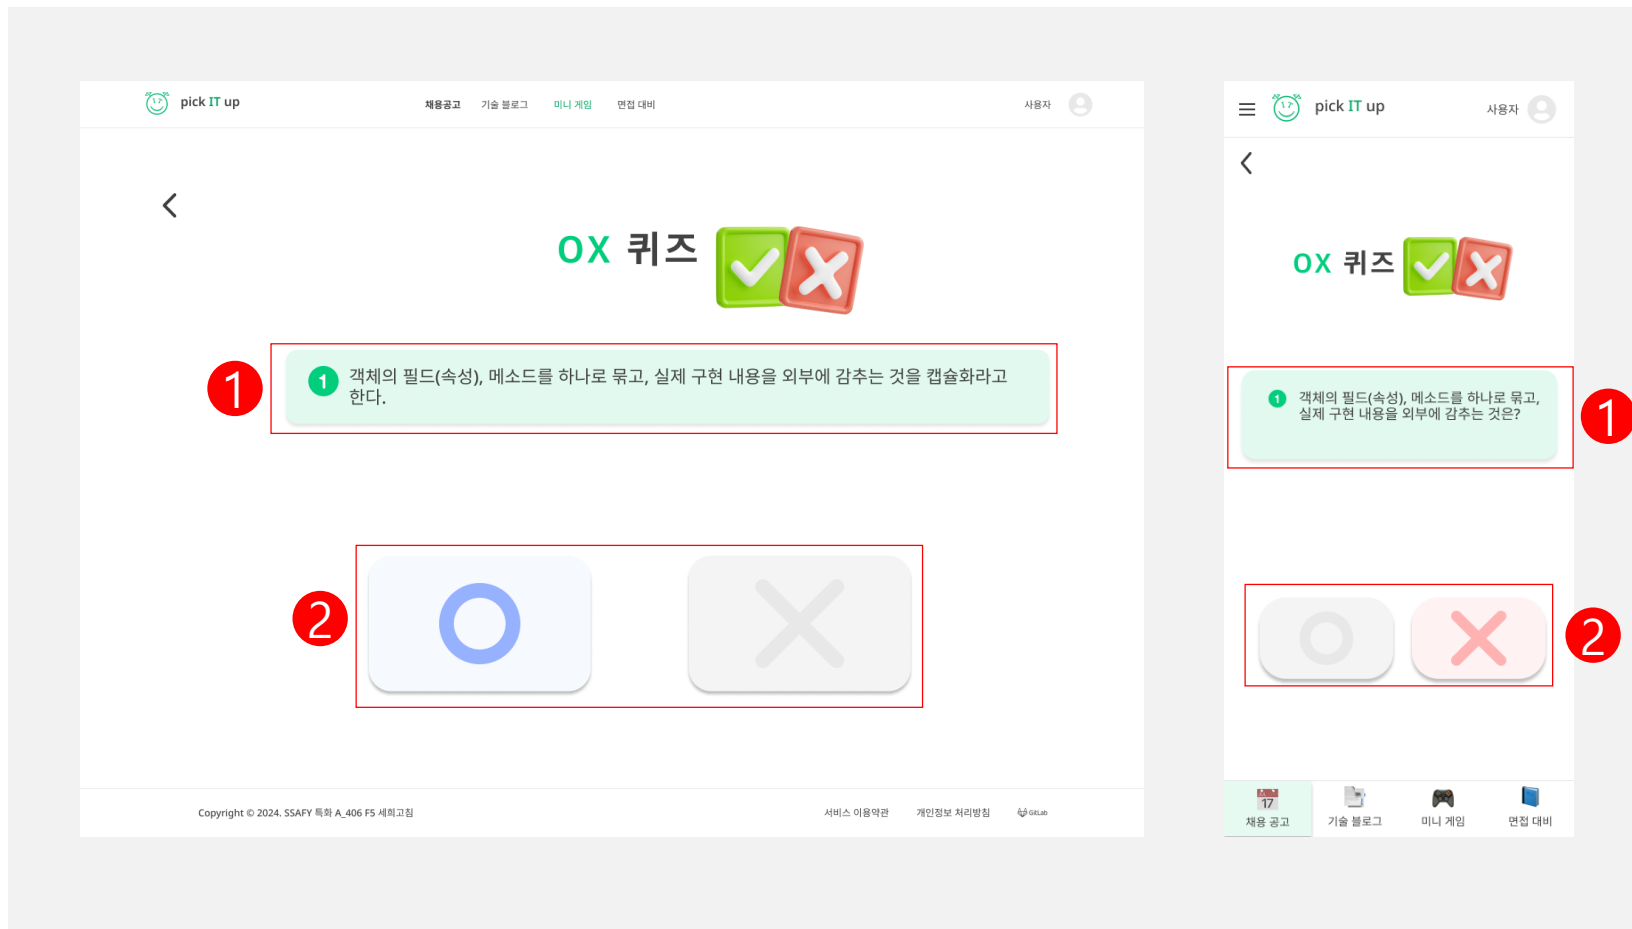 pick IT up
채용공고 기술 블로그 미니 게임 면접 대비
사용자
OX 퀴즈
1
1 객체의 필드(속성), 메소드를 하나로 묶고, 실제 구현 내용을 외부에 감추는 것을 캡슐화라고
한다.
2
Copyright © 2024. SSAFY 특화 A_406 F5 세희고침
서비스 이용약관 개인정보 처리방침 GitLab
pick IT up
사용자
OX 퀴즈
1 객체의 필드(속성), 메소드를 하나로 묶고,
실제 구현 내용을 외부에 감추는 것은?
1
2
17
채용 공고 기술 블로그 미니 게임 면접 대비